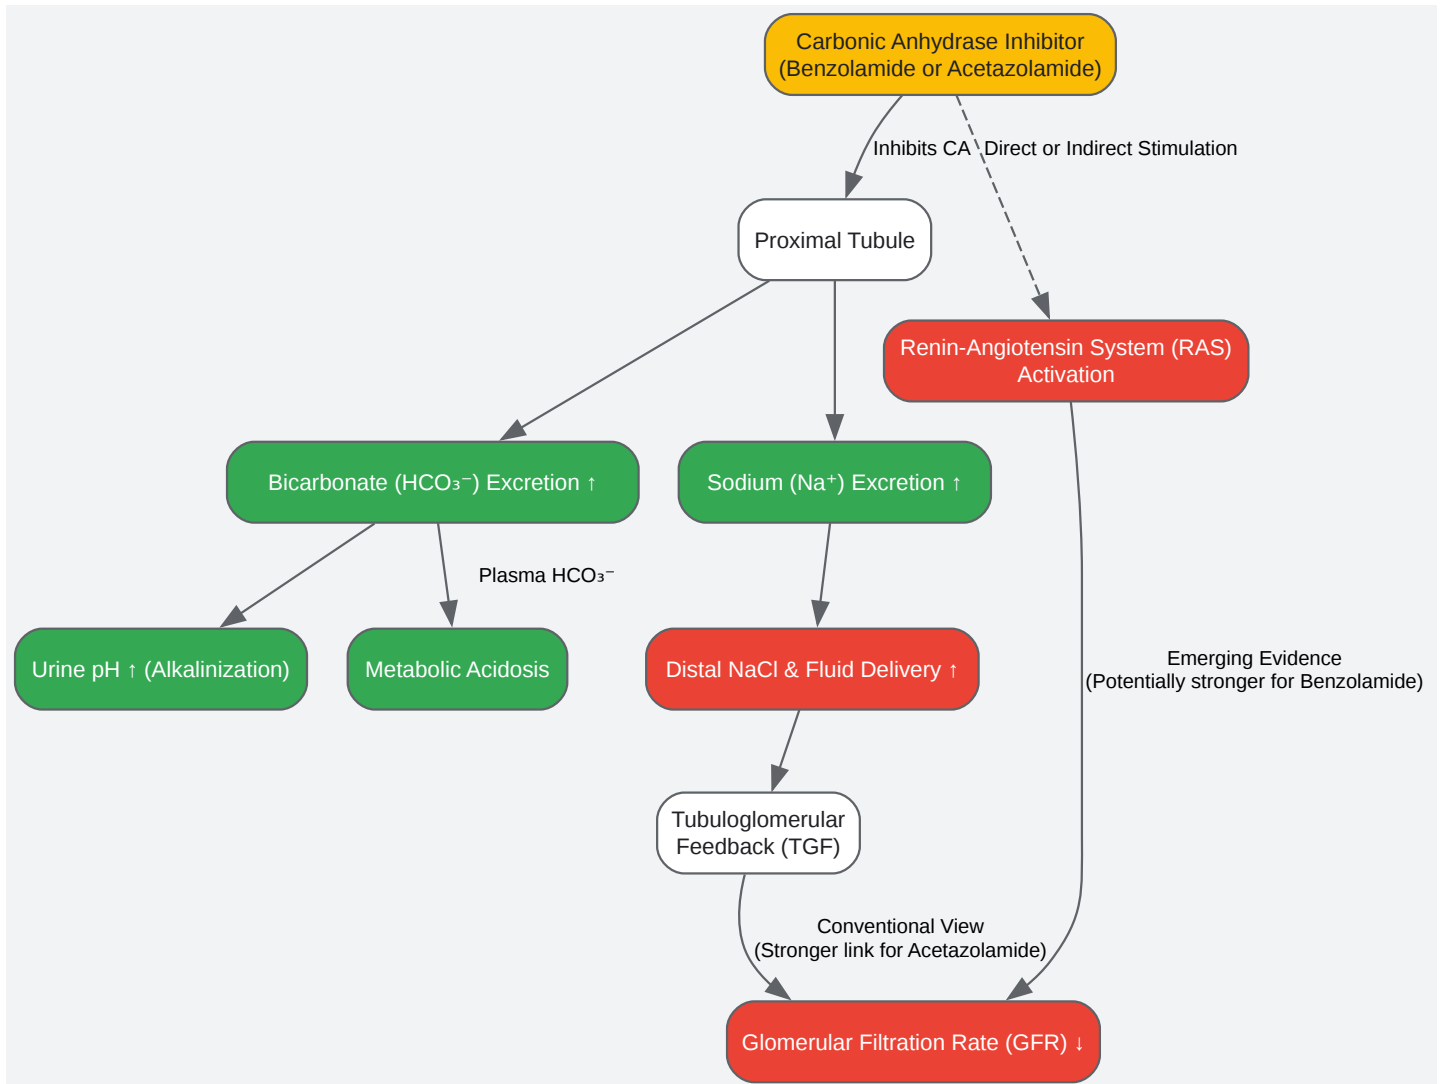 Carbonic Anhydrase Inhibitor
(Benzolamide or Acetazolamide)
Inhibits CA
Direct or Indirect Stimulation
Proximal Tubule
Renin-Angiotensin System (RAS)
Activation
Bicarbonate (HCO₃⁻) Excretion ↑
Sodium (Na⁺) Excretion ↑
Plasma HCO₃⁻
Urine pH ↑ (Alkalinization)
Metabolic Acidosis
Distal NaCl & Fluid Delivery ↑
Emerging Evidence
(Potentially stronger for Benzolamide)
Tubuloglomerular
Feedback (TGF)
Conventional View
(Stronger link for Acetazolamide)
Glomerular Filtration Rate (GFR) ↓